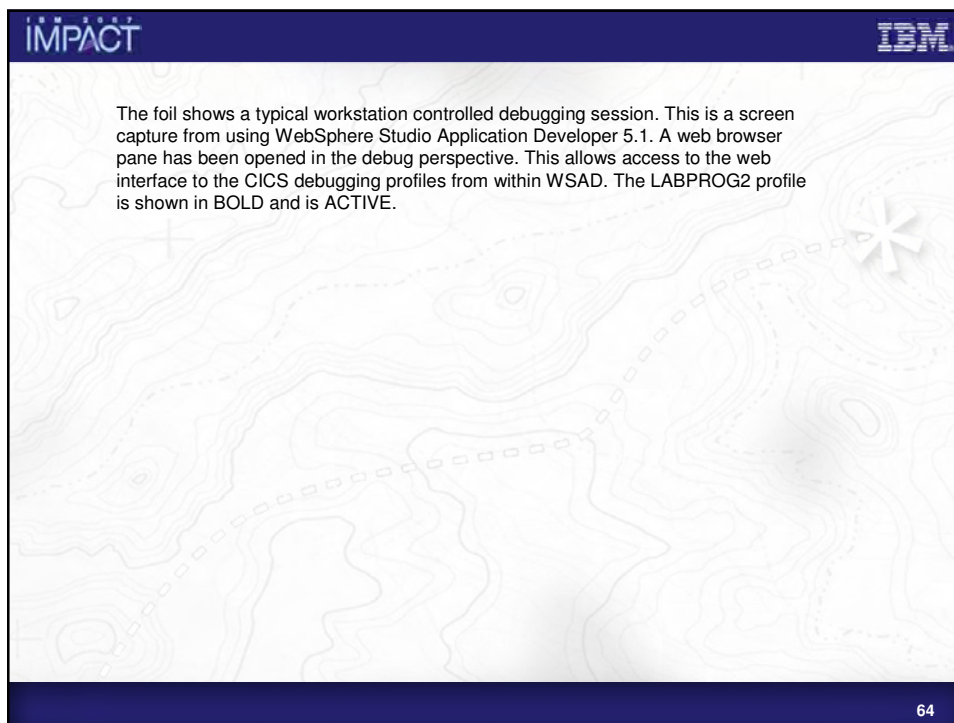 IBM 2007
IMPACT
IBM
The foil shows a typical workstation controlled debugging session. This is a screen
capture from using WebSphere Studio Application Developer 5.1. A web browser
pane has been opened in the debug perspective. This allows access to the web
interface to the CICS debugging profiles from within WSAD. The LABPROG2 profile
is shown in BOLD and is ACTIVE.
64